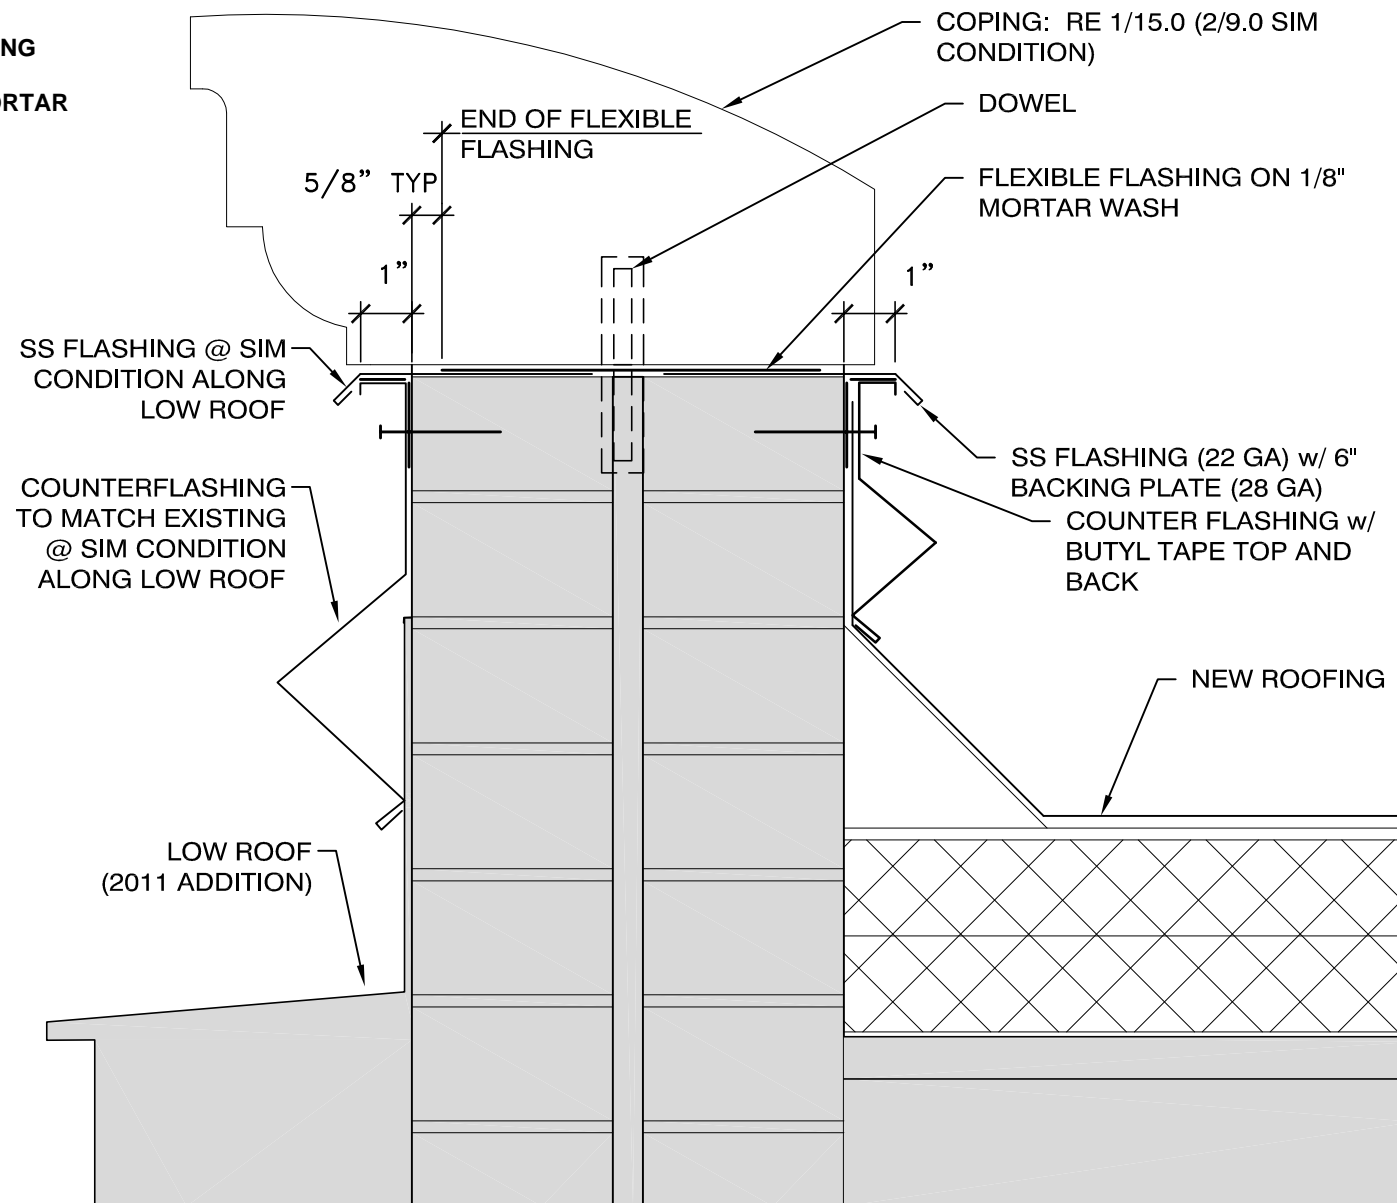 NG
ORTAR
COPING: RE 1/15.0 (2/9.0 SIM
CONDITION)
DOWEL
END OF FLEXIBLE
FLASHING
5/8” TYP
FLEXIBLE FLASHING ON 1/8"
MORTAR WASH
1”
1”
SS FLASHING @ SIM
CONDITION ALONG
LOW ROOF
SS FLASHING (22 GA) w/ 6"
BACKING PLATE (28 GA)
COUNTERFLASHING
TO MATCH EXISTING
@ SIM CONDITION
ALONG LOW ROOF
COUNTER FLASHING w/
BUTYL TAPE TOP AND
BACK
NEW ROOFING
LOW ROOF
(2011 ADDITION)